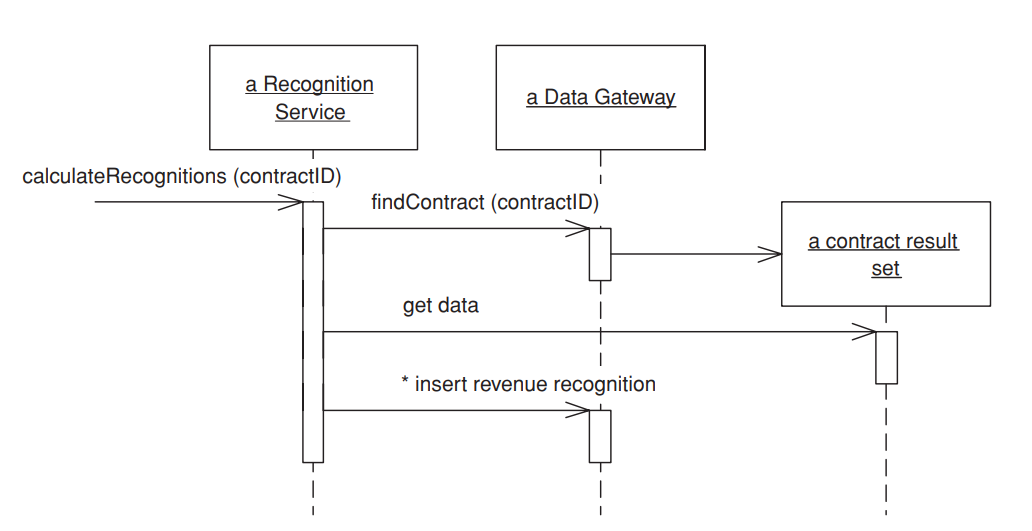 a Recognition
Service
a Data Gateway
calculateRecognitions (contractID)
findContract (contractID)
a contract result
set
get data
* insert revenue recognition